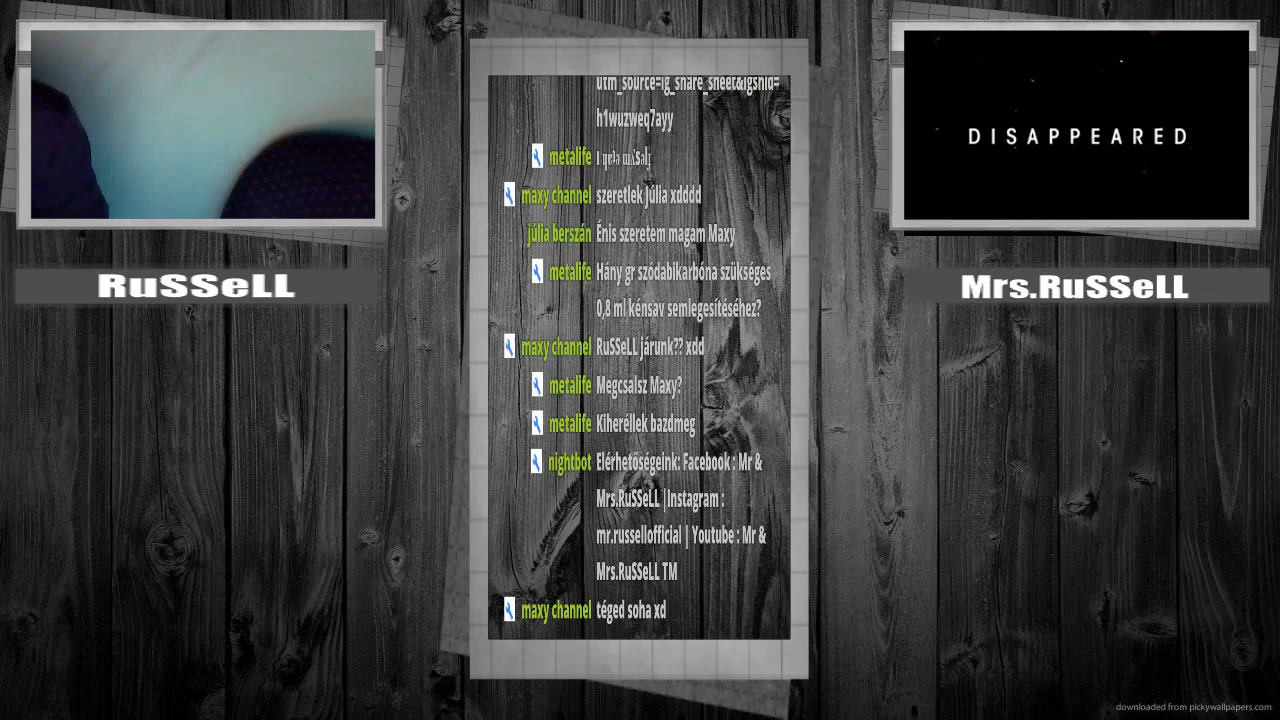 utm_source=ig_share_sheet&igshid=
h1wuzweq7ayy
metalife
maxy channel szeretlek Júlia xdddd
júlia berszán Énis szeretem magam Maxy
metalife Hány gr szódabikarbóna szükséges
0,8 ml kénsav semlegesítéséhez?
maxy channel RuSSeLL járunk?? xdd
metalife Megcsalsz Maxy?
metalife Kiheréllek bazdmeg
nightbot Elérhetőségeink: Facebook : Mr &
Mrs.RuSSeLL |Instagram :
mr.russellofficial | Youtube : Mr &
Mrs.RuSSeLL TM
maxy channel téged soha xd
RuSSeLL
DISAPPEARED
Mrs.RuSSeLL
downloaded from pickywallpapers.com